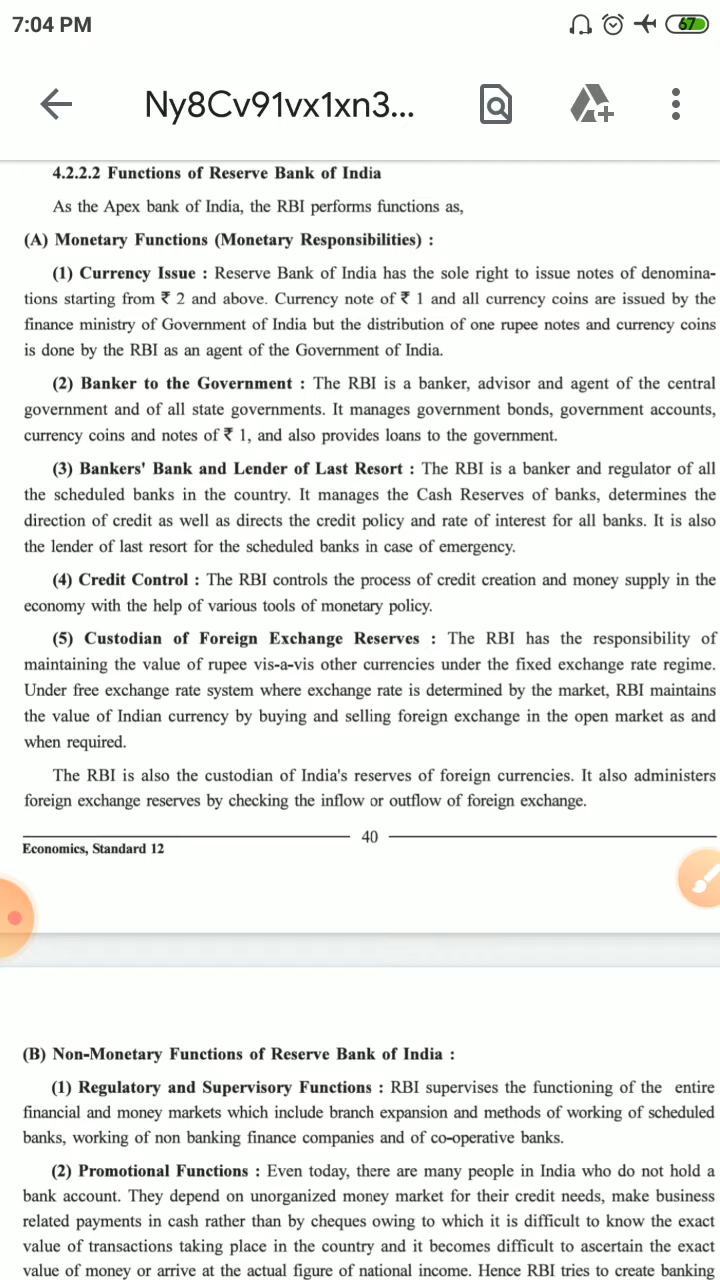 7:04 PM
67
Ny8Cv91vx1xn3...
4.2.2.2 Functions of Reserve Bank of India
As the Apex bank of India, the RBI performs functions as,
(A) Monetary Functions (Monetary Responsibilities) :
(1) Currency Issue : Reserve Bank of India has the sole right to issue notes of denomina-
tions starting from ₹ 2 and above. Currency note of ₹ 1 and all currency coins are issued by the
finance ministry of Government of India but the distribution of one rupee notes and currency coins
is done by the RBI as an agent of the Government of India.
(2) Banker to the Government : The RBI is a banker, advisor and agent of the central
government and of all state governments. It manages government bonds, government accounts,
currency coins and notes of ₹ 1, and also provides loans to the government.
(3) Bankers' Bank and Lender of Last Resort : The RBI is a banker and regulator of all
the scheduled banks in the country. It manages the Cash Reserves of banks, determines the
direction of credit as well as directs the credit policy and rate of interest for all banks. It is also
the lender of last resort for the scheduled banks in case of emergency.
(4) Credit Control : The RBI controls the process of credit creation and money supply in the
economy with the help of various tools of monetary policy.
(5) Custodian of Foreign Exchange Reserves : The RBI has the responsibility of
maintaining the value of rupee vis-a-vis other currencies under the fixed exchange rate regime.
Under free exchange rate system where exchange rate is determined by the market, RBI maintains
the value of Indian currency by buying and selling foreign exchange in the open market as and
when required.
The RBI is also the custodian of India's reserves of foreign currencies. It also administers
foreign exchange reserves by checking the inflow or outflow of foreign exchange.
40
Economics, Standard 12
(B) Non-Monetary Functions of Reserve Bank of India :
(1) Regulatory and Supervisory Functions : RBI supervises the functioning of the entire
financial and money markets which include branch expansion and methods of working of scheduled
banks, working of non banking finance companies and of co-operative banks.
(2) Promotional Functions : Even today, there are many people in India who do not hold a
bank account. They depend on unorganized money market for their credit needs, make business
related payments in cash rather than by cheques owing to which it is difficult to know the exact
value of transactions taking place in the country and it becomes difficult to ascertain the exact
value of money or arrive at the actual figure of national income. Hence RBI tries to create banking